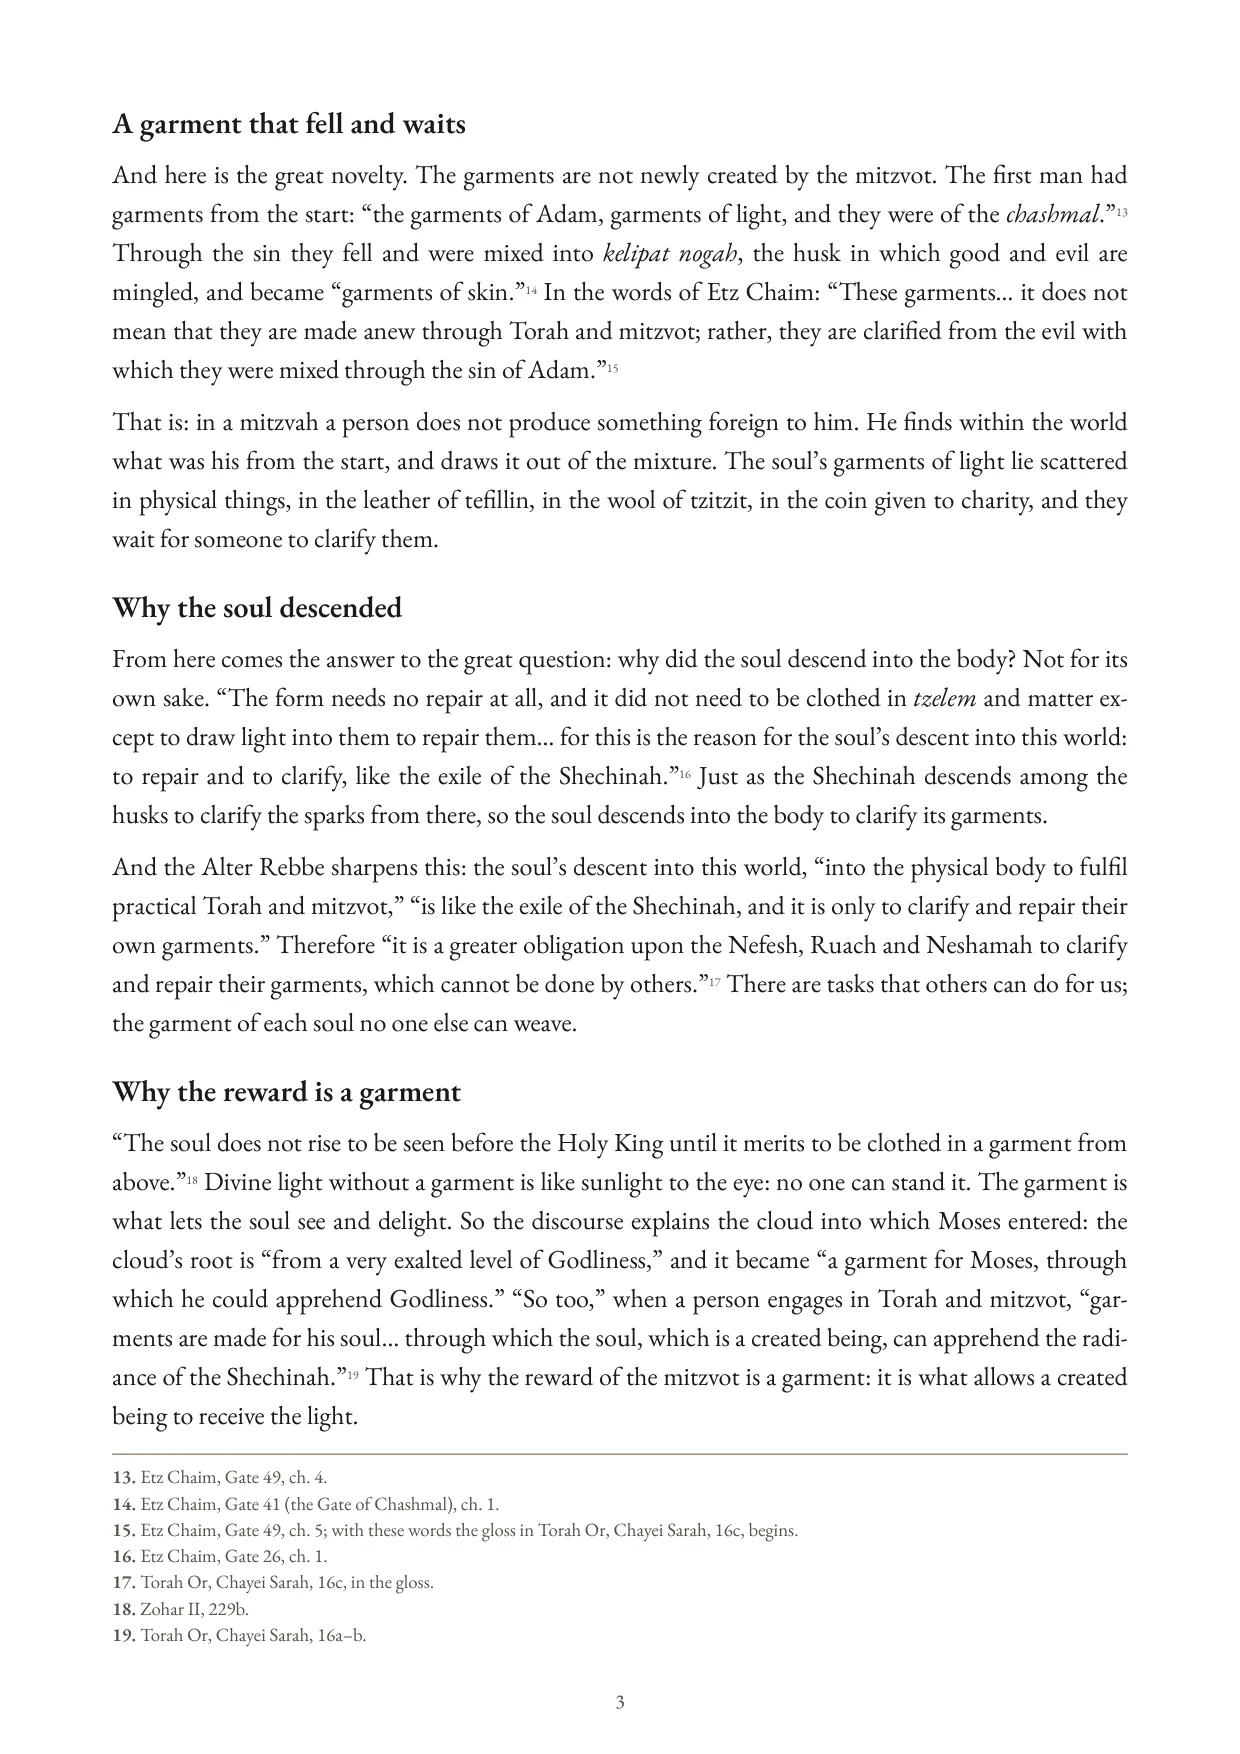 A garment that fell and waits
And here is the great novelty. The garments are not newly created by the mitzvot. The first man had
garments from the start: “the garments of Adam, garments of light, and they were of the chashmal.”13
Through the sin they fell and were mixed into kelipat nogah, the husk in which good and evil are
mingled, and became “garments of skin.”14 In the words of Etz Chaim: “These garments... it does not
mean that they are made anew through Torah and mitzvot; rather, they are clarified from the evil with
which they were mixed through the sin of Adam.”15
That is: in a mitzvah a person does not produce something foreign to him. He finds within the world
what was his from the start, and draws it out of the mixture. The soul’s garments of light lie scattered
in physical things, in the leather of tefillin, in the wool of tzitzit, in the coin given to charity, and they
wait for someone to clarify them.
Why the soul descended
From here comes the answer to the great question: why did the soul descend into the body? Not for its
own sake. “The form needs no repair at all, and it did not need to be clothed in tzelem and matter ex-
cept to draw light into them to repair them... for this is the reason for the soul’s descent into this world:
to repair and to clarify, like the exile of the Shechinah.”16 Just as the Shechinah descends among the
husks to clarify the sparks from there, so the soul descends into the body to clarify its garments.
And the Alter Rebbe sharpens this: the soul’s descent into this world, “into the physical body to fulfil
practical Torah and mitzvot,” “is like the exile of the Shechinah, and it is only to clarify and repair their
own garments.” Therefore “it is a greater obligation upon the Nefesh, Ruach and Neshamah to clarify
and repair their garments, which cannot be done by others.”17 There are tasks that others can do for us;
the garment of each soul no one else can weave.
Why the reward is a garment
“The soul does not rise to be seen before the Holy King until it merits to be clothed in a garment from
above.”18 Divine light without a garment is like sunlight to the eye: no one can stand it. The garment is
what lets the soul see and delight. So the discourse explains the cloud into which Moses entered: the
cloud’s root is “from a very exalted level of Godliness,” and it became “a garment for Moses, through
which he could apprehend Godliness.” “So too,” when a person engages in Torah and mitzvot, “gar-
ments are made for his soul... through which the soul, which is a created being, can apprehend the radi-
ance of the Shechinah.”19 That is why the reward of the mitzvot is a garment: it is what allows a created
being to receive the light.
13. Etz Chaim, Gate 49, ch. 4.
14. Etz Chaim, Gate 41 (the Gate of Chashmal), ch. 1.
15. Etz Chaim, Gate 49, ch. 5; with these words the gloss in Torah Or, Chayei Sarah, 16c, begins.
16. Etz Chaim, Gate 26, ch. 1.
17. Torah Or, Chayei Sarah, 16c, in the gloss.
18. Zohar II, 229b.
19. Torah Or, Chayei Sarah, 16a–b.
3